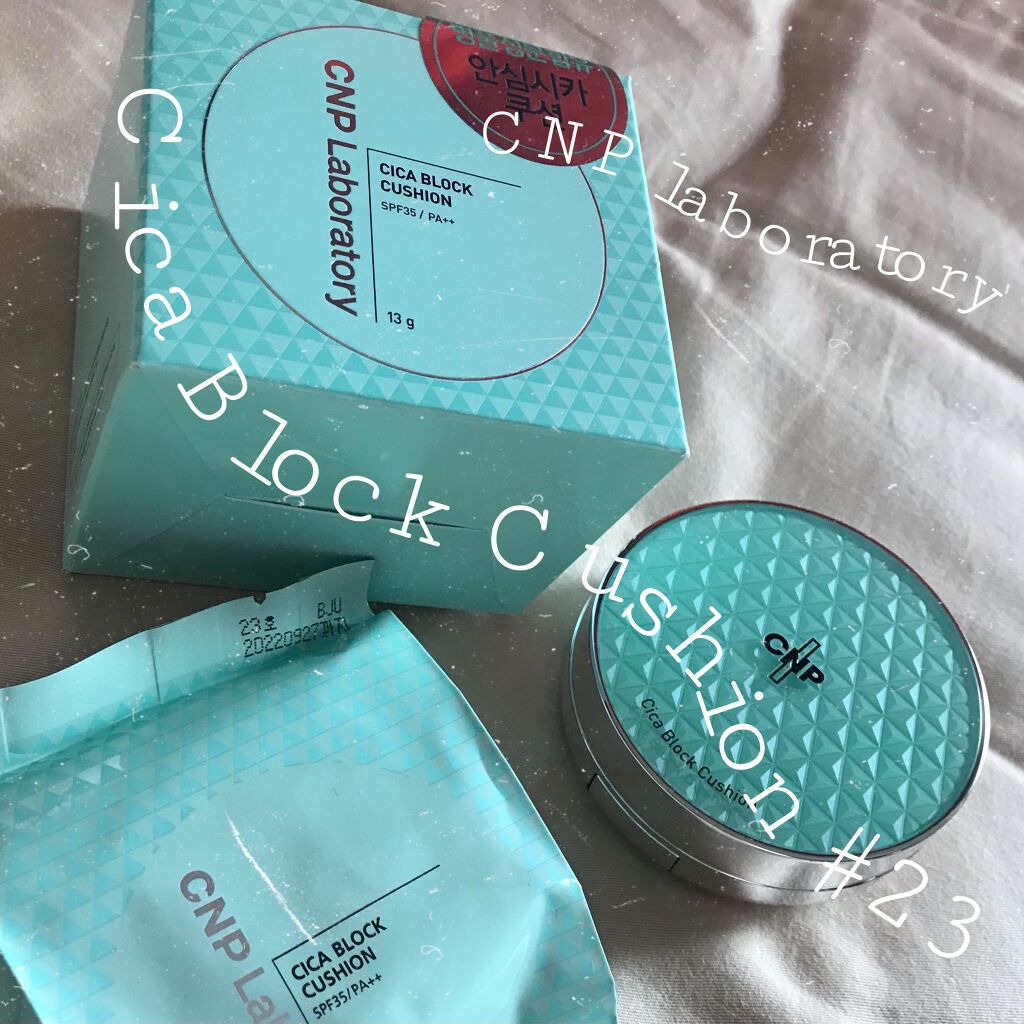 안심시카
쿠션
CNP Laboratory
CICA BLOCK
CUSHION
SPF35 / PA++
13 g
CNP laboratory
Cica Block Cushion #23
23호 BJU
20220927까지
CNP
Cica Block Cushion
CNP La
CICA BLOCK
CUSHION
SPF35/PA++